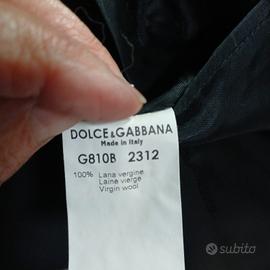 DOLCE&GABBANA
Made in Italy
G810B 2312
100% Lana vergine
Laine vierge
Virgin wool
subito